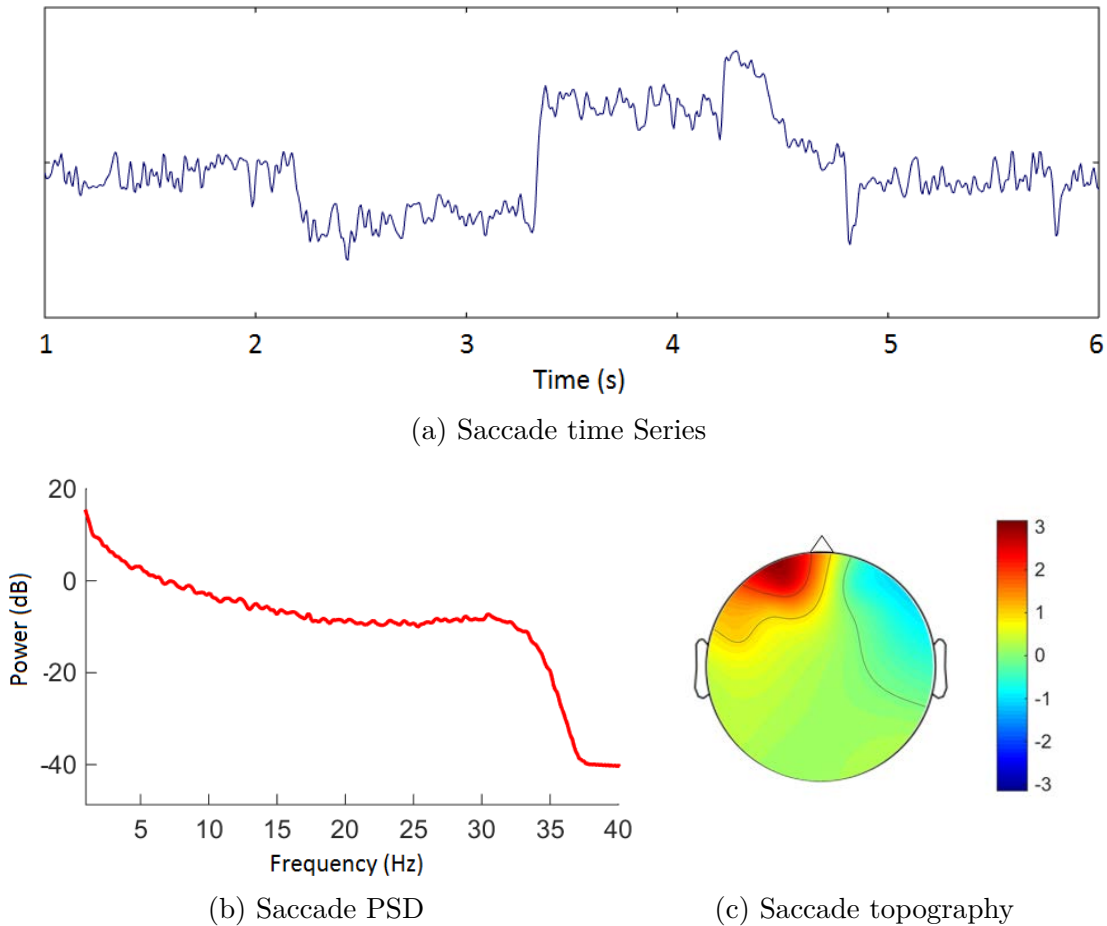 1 2 3 4 5 6
Time (s)
(a) Saccade time Series
20
0
-20
-40
Power (dB)
5 10 15 20 25 30 35 40
Frequency (Hz)
(b) Saccade PSD
3
2
1
0
-1
-2
-3
(c) Saccade topography